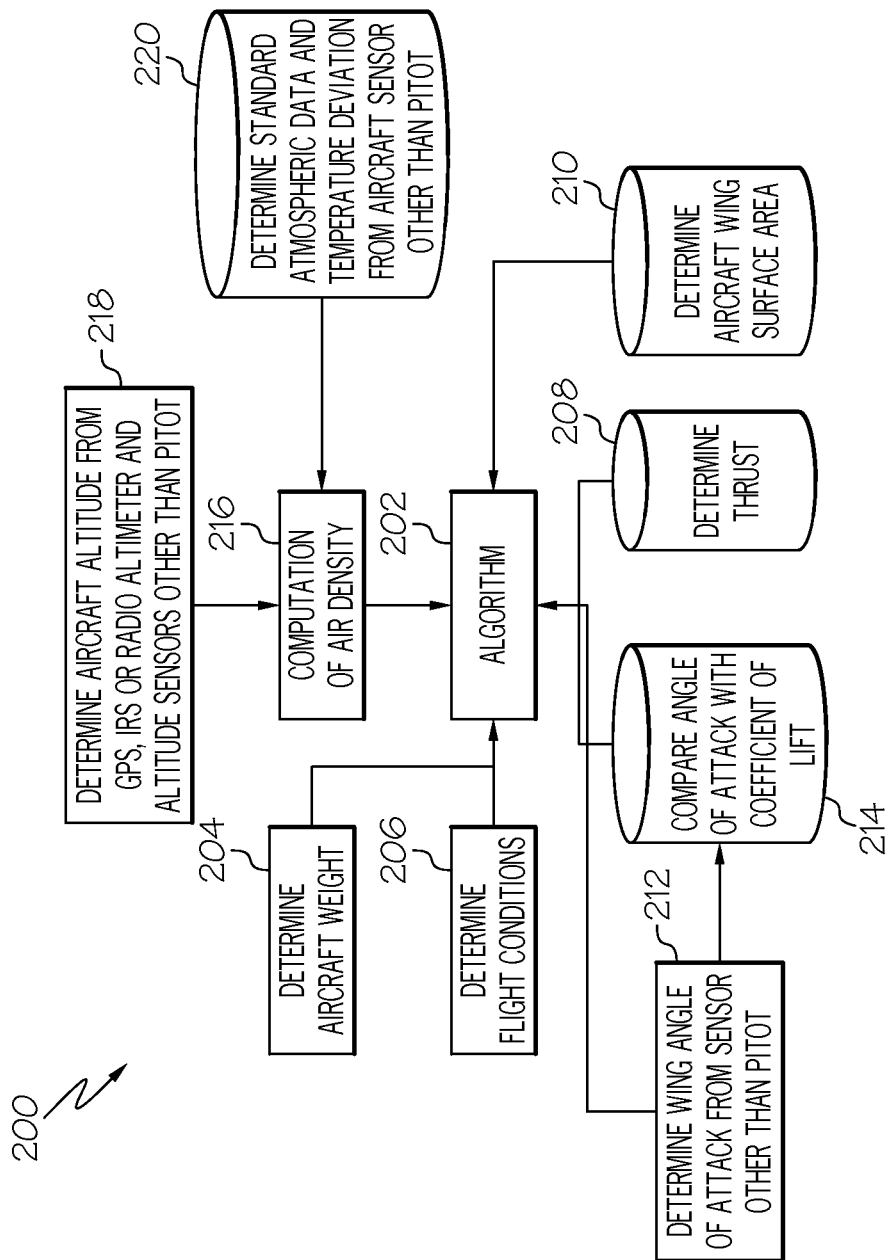 200
218
DETERMINE AIRCRAFT ALTITUDE FROM
GPS, IRS OR RADIO ALTIMETER AND
ALTITUDE SENSORS OTHER THAN PITOT
220
DETERMINE STANDARD
ATMOSPHERIC DATA AND
TEMPERATURE DEVIATION
FROM AIRCRAFT SENSOR
OTHER THAN PITOT
204
DETERMINE
AIRCRAFT WEIGHT
216
COMPUTATION
OF AIR DENSITY
206
DETERMINE
FLIGHT CONDITIONS
202
ALGORITHM
212
DETERMINE WING ANGLE
OF ATTACK FROM SENSOR
OTHER THAN PITOT
COMPARE ANGLE
OF ATTACK WITH
COEFFICIENT OF
LIFT
214
208
DETERMINE
THRUST
210
DETERMINE
AIRCRAFT WING
SURFACE AREA